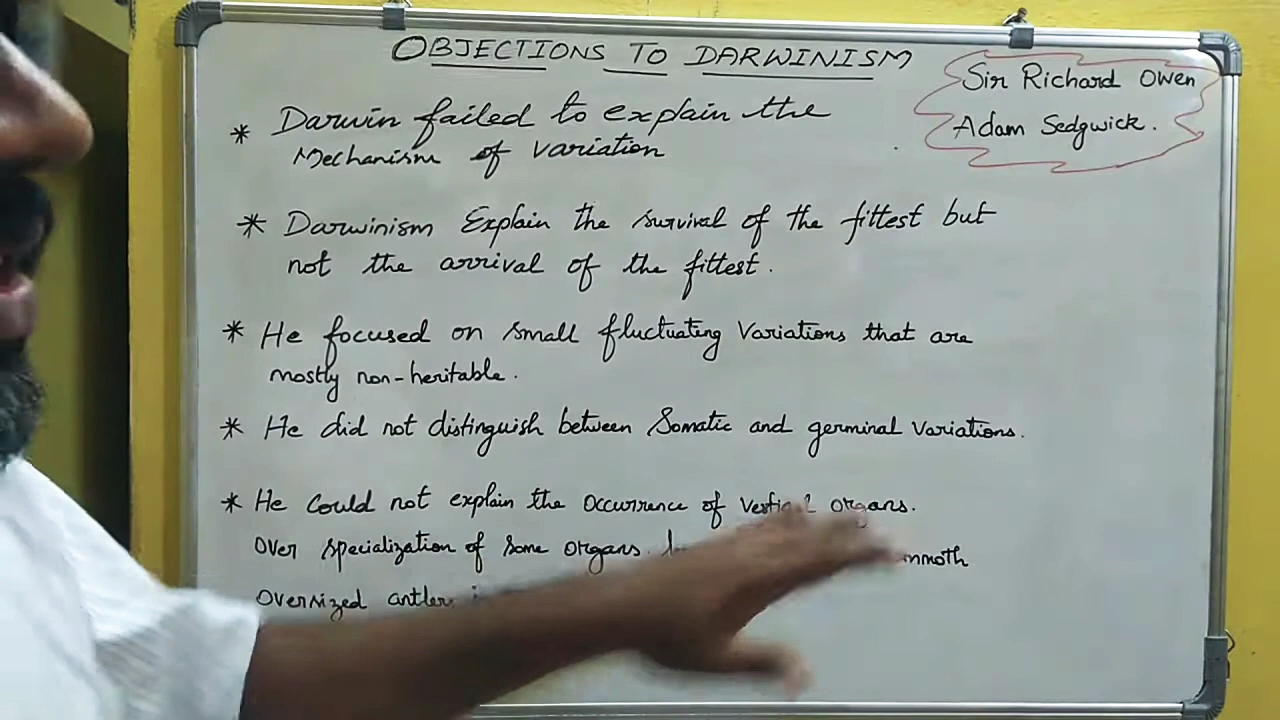 OBJECTIONS TO DARWINISM
Sir Richard Owen
Adam Sedgwick.
* Darwin failed to explain the
Mechanism of variation
* Darwinism Explain the survival of the fittest but
not the arrival of the fittest.
* He focused on small fluctuating Variations that are
mostly non-heritable.
* He did not distinguish between Somatic and germinal variations.
* He Could not explain the Occurrence of organs.
Over specialization of Some Organs.
Oversized antlers